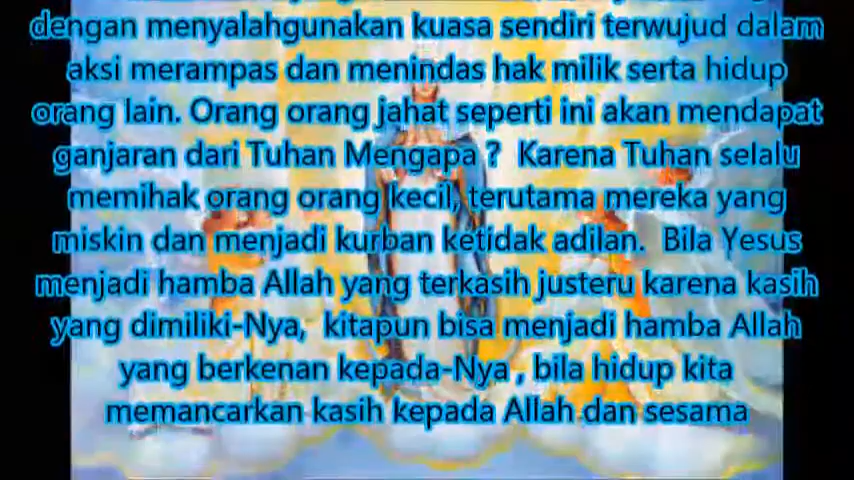 dengan menyalahgunakan kuasa sendiri terwujud dalam
aksi merampas dan menindas hak milik serta hidup
orang lain. Orang orang jahat seperti ini akan mendapat
ganjaran dari Tuhan Mengapa ? Karena Tuhan selalu
memihak orang orang kecil, terutama mereka yang
miskin dan menjadi kurban ketidak adilan. Bila Yesus
menjadi hamba Allah yang terkasih justeru karena kasih
yang dimiliki-Nya, kitapun bisa menjadi hamba Allah
yang berkenan kepada-Nya , bila hidup kita
memancarkan kasih kepada Allah dan sesama